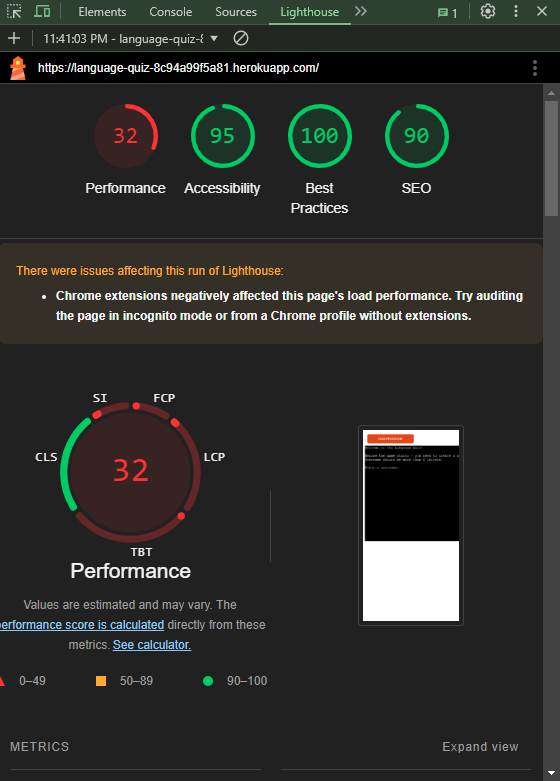 Elements Console Sources Lighthouse 1
11:41:03 PM - language-quiz-8
https://language-quiz-8c94a99f5a81.herokuapp.com/
32 95 100 90
Performance Accessibility Best Practices SEO
There were issues affecting this run of Lighthouse:
• Chrome extensions negatively affected this page's load performance. Try auditing
the page in incognito mode or from a Chrome profile without extensions.
SI FCP
CLS LCP
32
TBT
Performance
Values are estimated and may vary. The
performance score is calculated directly from these
metrics. See calculator.
0–49 50–89 90–100
METRICS Expand view